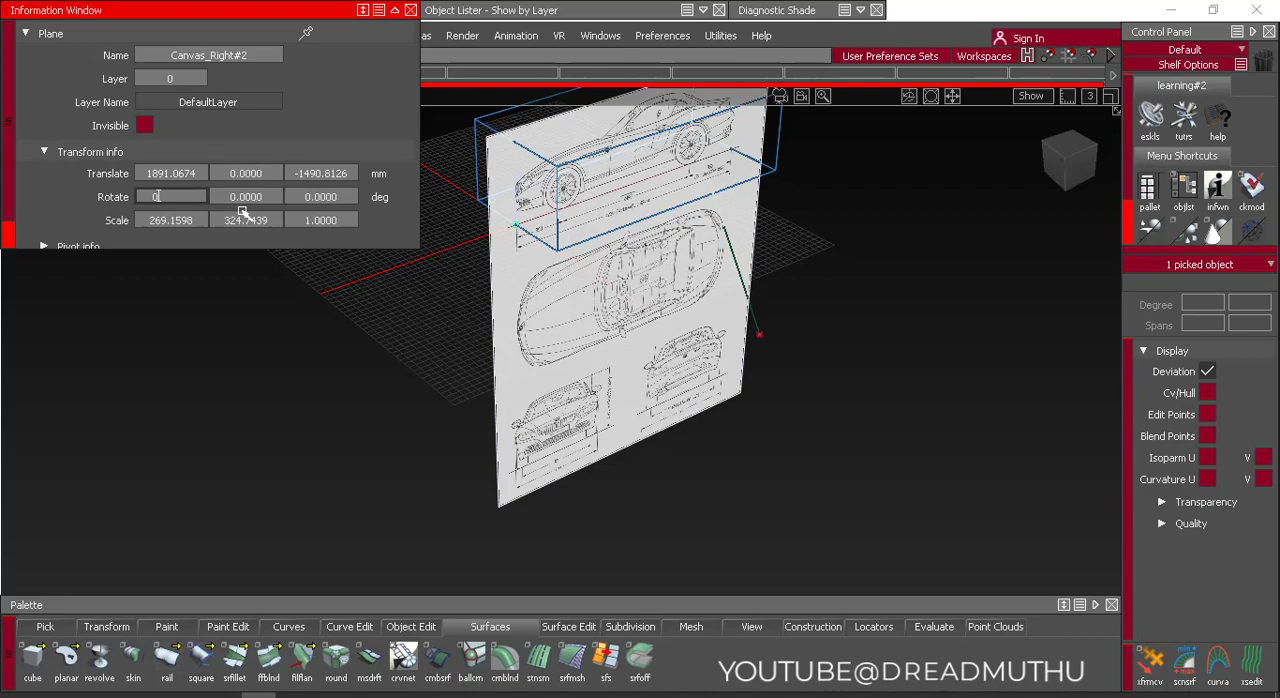 Information Window
Object Lister - Show by Layer
Diagnostic Shade
Plane
Name Canvas_Right#2
Layer 0
Layer Name DefaultLayer
Invisible
Transform info
Translate 1891.0674 0.0000 -1490.8126 mm
Rotate 0 0.0000 0.0000 deg
Scale 269.1598 324.7439 1.0000
Pivot info
as Render Animation VR Windows Preferences Utilities Help
Sign In
User Preference Sets Workspaces
Show
3
Control Panel
Default
Shelf Options
learning#2
eskls tutrs help
Menu Shortcuts
pallet objlst infwn ckmod
1 picked object
Degree
Spans
Display
Deviation
Cv/Hull
Edit Points
Blend Points
Isoparm U V
Curvature U V
Transparency
Quality
Palette
Pick Transform Paint Paint Edit Curves Curve Edit Object Edit Surfaces Surface Edit Subdivision Mesh View Construction Locators Evaluate Point Clouds
cube planar revolve skin rail square srfillet ffblnd filflan round msdrft crvnet cmbsrf ballcrn cmblnd stnsrn srfmsh sfs srfoff
xfrmcv scnsrf curva xsedit
YOUTUBE@DREADMUTHU